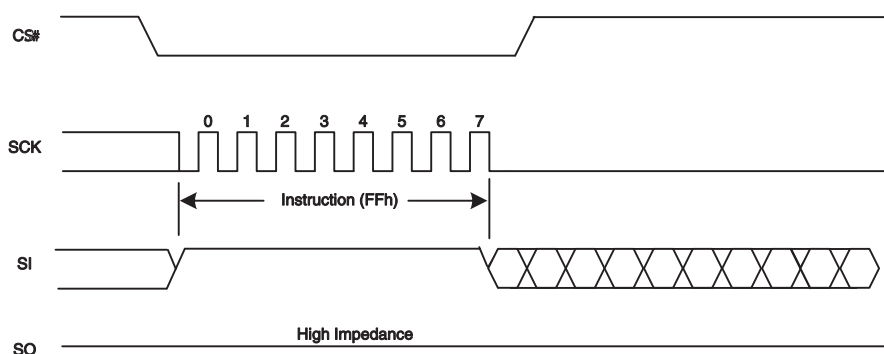 CS#
0 1 2 3 4 5 6 7
SCK
Instruction (FFh)
SI
High Impedance
SO